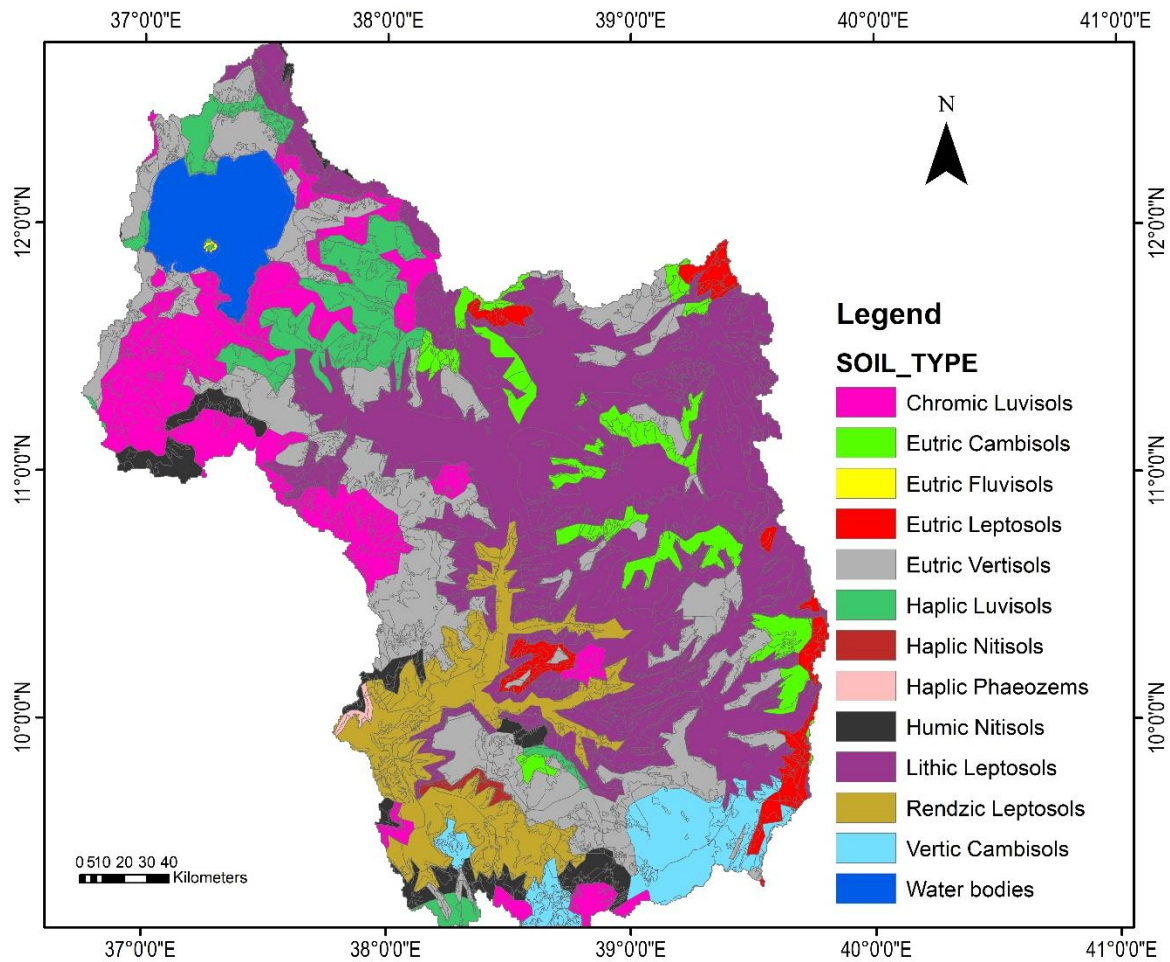 37°0'0"E 38°0'0"E 39°0'0"E 40°0'0"E 41°0'0"E
N
12°0'0"N 12°0'0"N
Legend
SOIL_TYPE
Chromic Luvisols
Eutric Cambisols
11°0'0"N 11°0'0"N
Eutric Fluvisols
Eutric Leptosols
Eutric Vertisols
Haplic Luvisols
Haplic Nitisols
Haplic Phaeozems
10°0'0"N 10°0'0"N
Humic Nitisols
Lithic Leptosols
Rendzic Leptosols
Vertic Cambisols
0 510 20 30 40
Kilometers
Water bodies
37°0'0"E 38°0'0"E 39°0'0"E 40°0'0"E 41°0'0"E